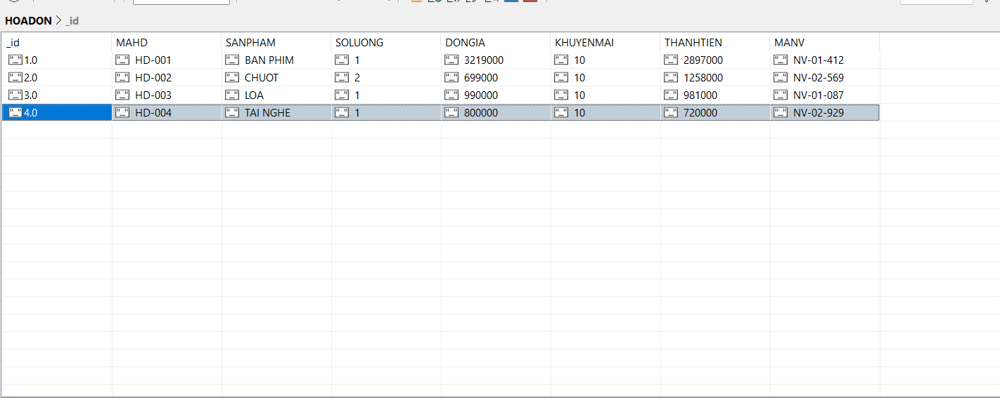 HOADON > _id
_id MAHD SANPHAM SOLUONG DONGIA KHUYENMAI THANHTIEN MANV
1.0 HD-001 BAN PHIM 1 3219000 10 2897000 NV-01-412
2.0 HD-002 CHUOT 2 699000 10 1258000 NV-02-569
3.0 HD-003 LOA 1 990000 10 981000 NV-01-087
4.0 HD-004 TAI NGHE 1 800000 10 720000 NV-02-929